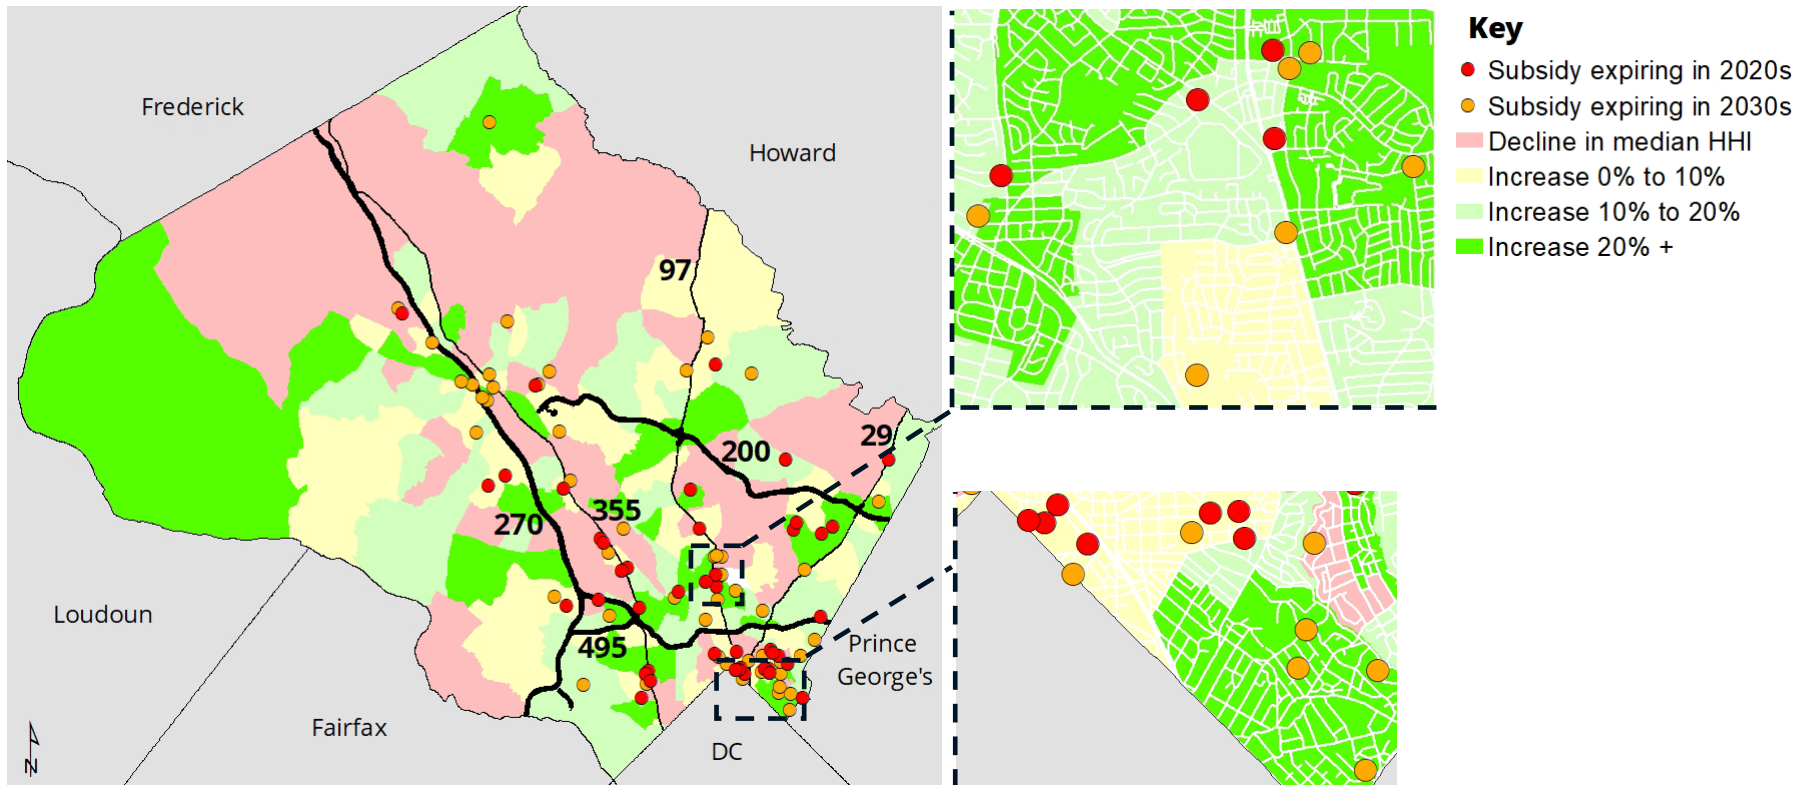 Frederick
Howard
97
29
200
355
270
495
Loudoun
Prince
George's
Fairfax
DC
N
Key
Subsidy expiring in 2020s
Subsidy expiring in 2030s
Decline in median HHI
Increase 0% to 10%
Increase 10% to 20%
Increase 20% +